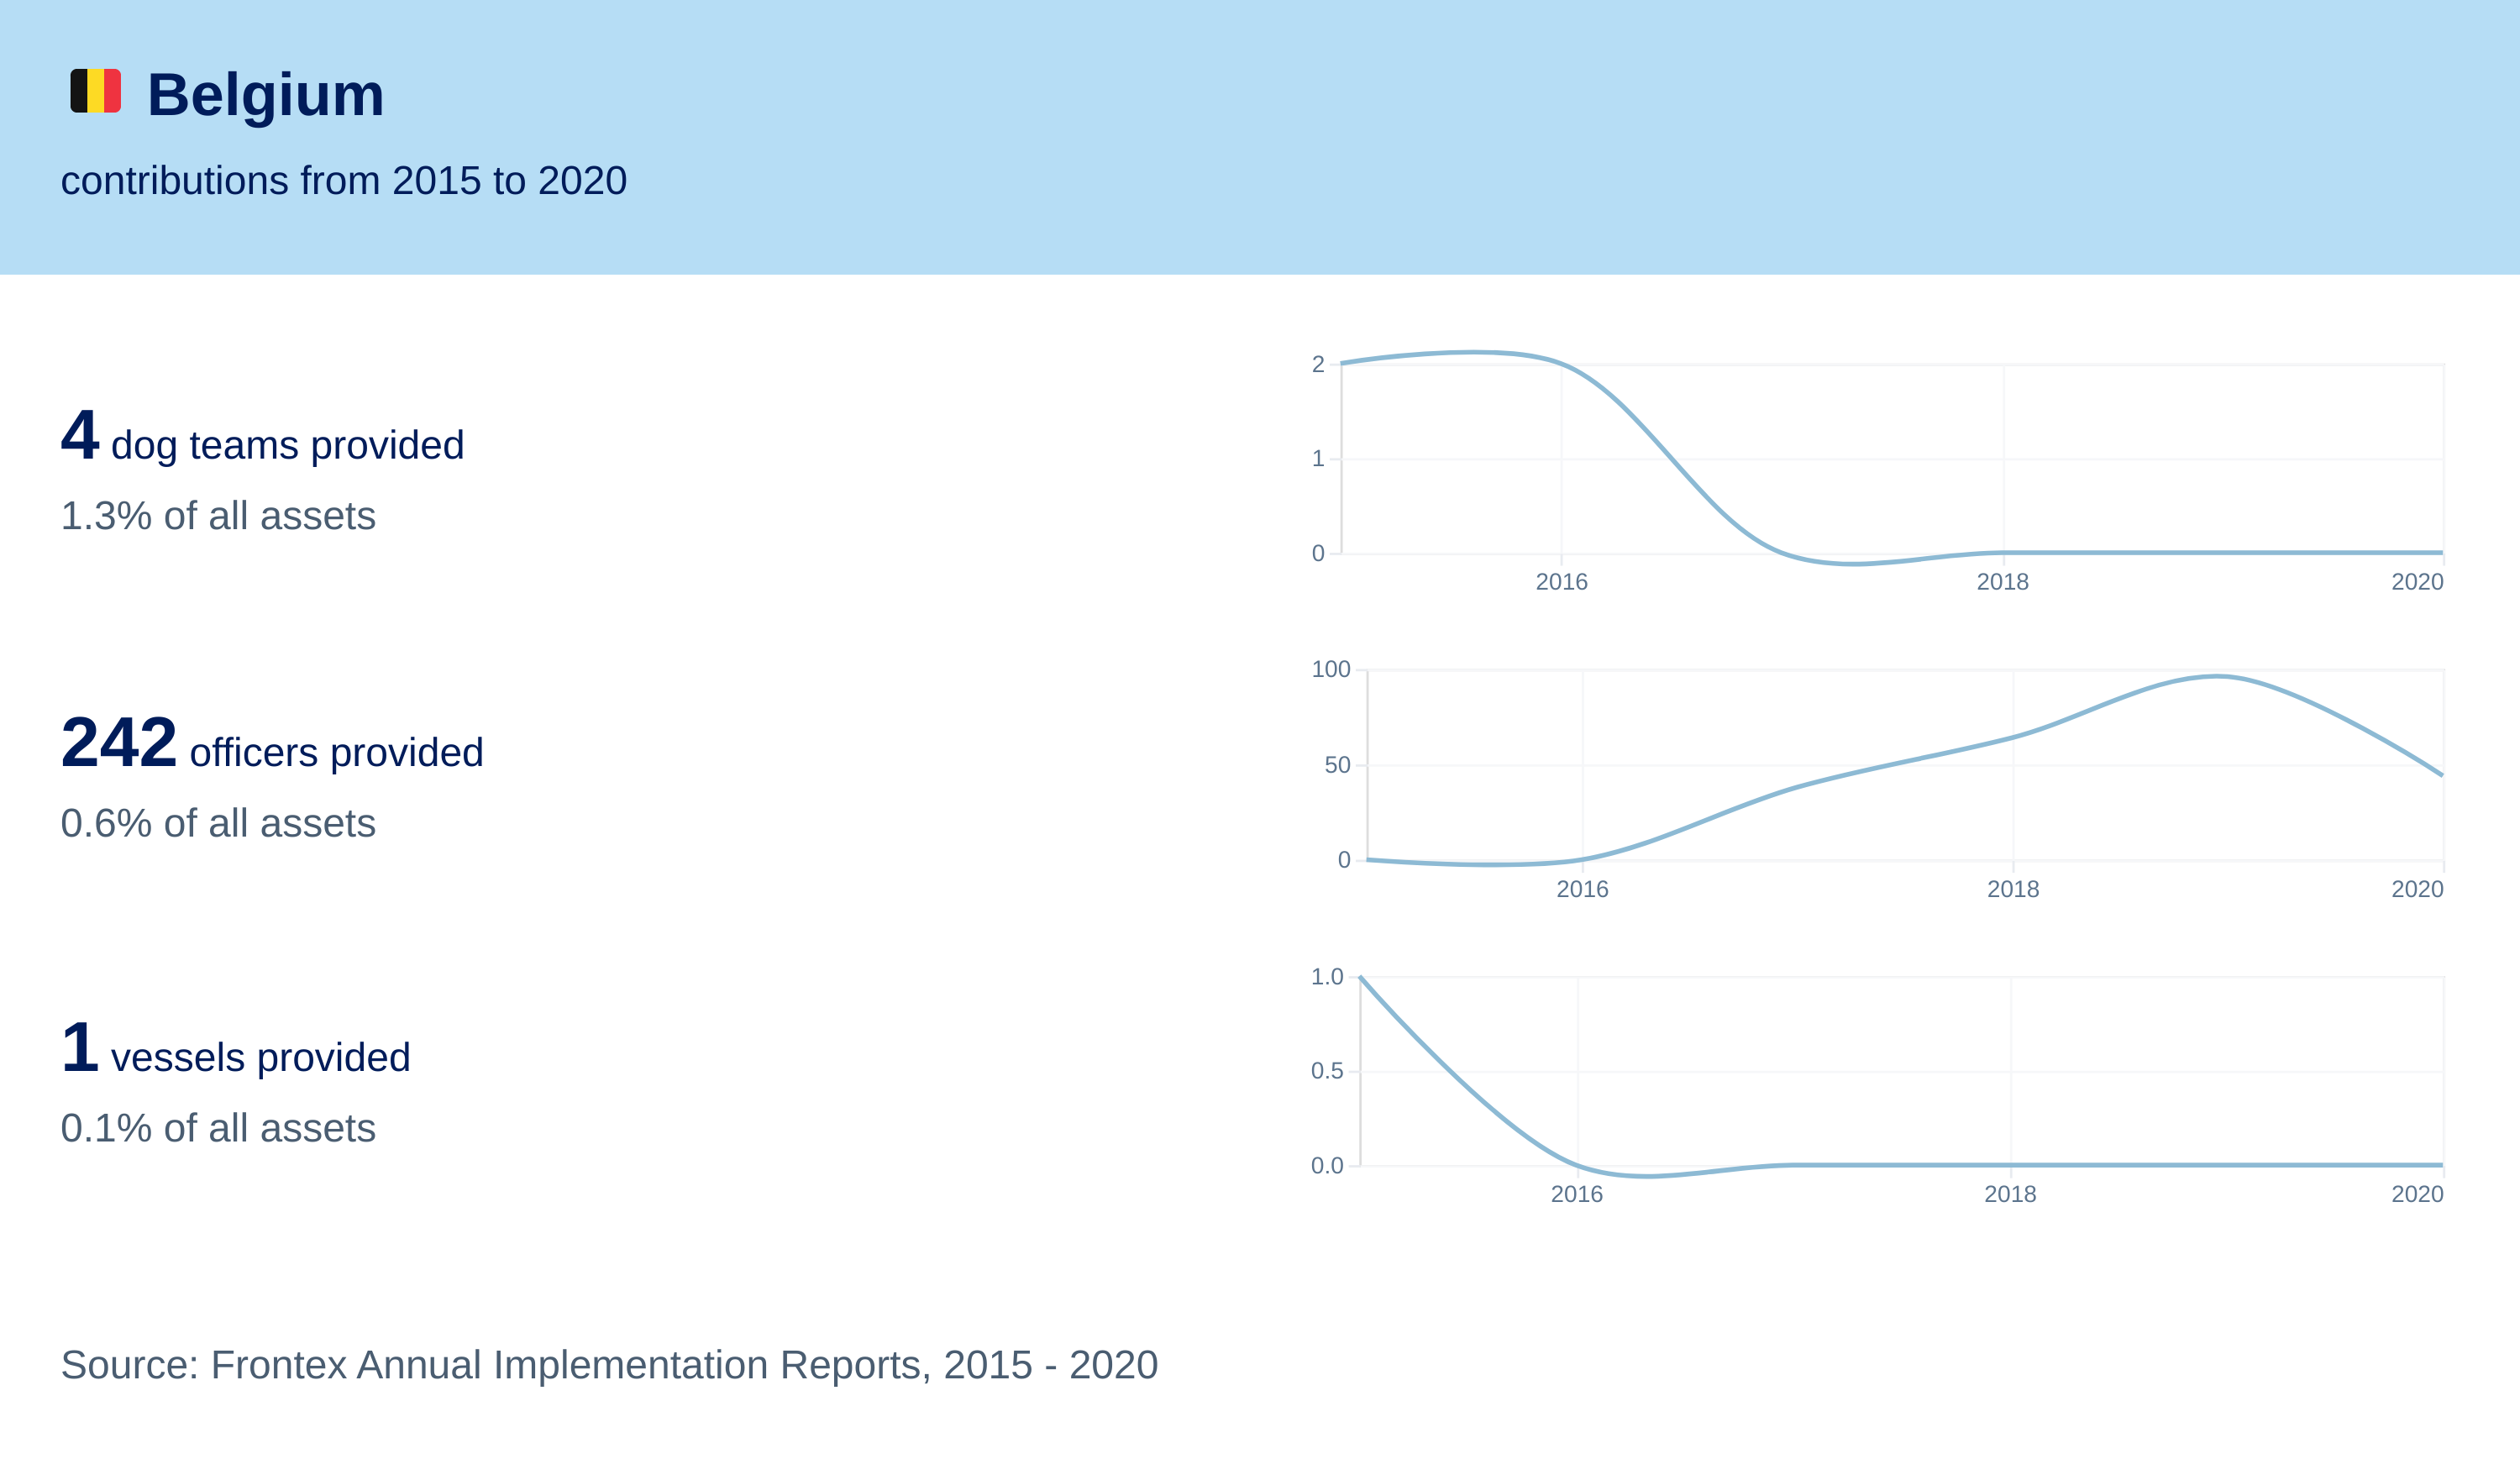 Belgium
contributions from 2015 to 2020
4 dog teams provided
1.3% of all assets
2
1
0
2016 2018 2020
242 officers provided
0.6% of all assets
100
50
0
2016 2018 2020
1 vessels provided
0.1% of all assets
1.0
0.5
0.0
2016 2018 2020
Source: Frontex Annual Implementation Reports, 2015 - 2020